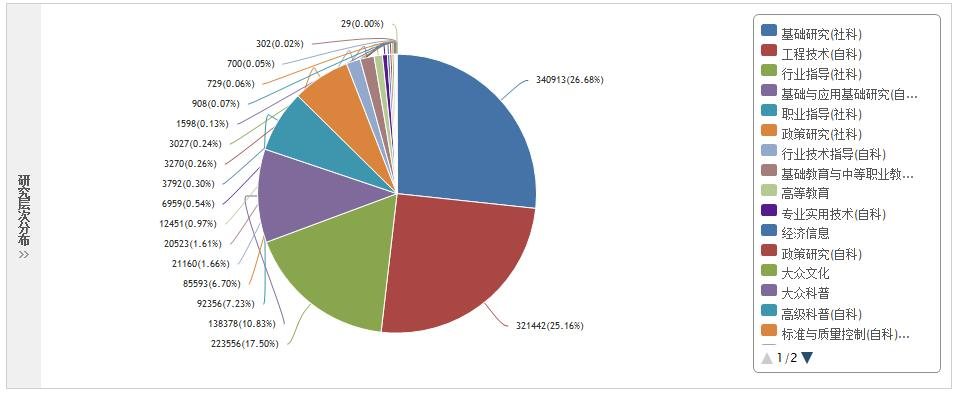 研究层次分布
29(0.00%)
302(0.02%)
700(0.05%)
729(0.06%)
908(0.07%)
1598(0.13%)
3027(0.24%)
3270(0.26%)
3792(0.30%)
6959(0.54%)
12451(0.97%)
20523(1.61%)
21160(1.66%)
85593(6.70%)
92356(7.23%)
138378(10.83%)
223556(17.50%)
340913(26.68%)
321442(25.16%)
基础研究(社科)
工程技术(自科)
行业指导(社科)
基础与应用基础研究(自...
职业指导(社科)
政策研究(社科)
行业技术指导(自科)
基础教育与中等职业教...
高等教育
专业实用技术(自科)
经济信息
政策研究(自科)
大众文化
大众科普
高级科普(自科)
标准与质量控制(自科)...
1/2